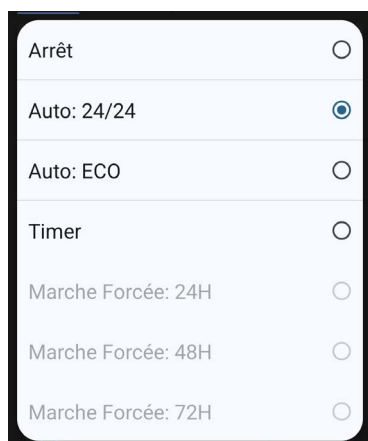 Arrêt
Auto: 24/24
Auto: ECO
Timer
Marche Forcée: 24H
Marche Forcée: 48H
Marche Forcée: 72H